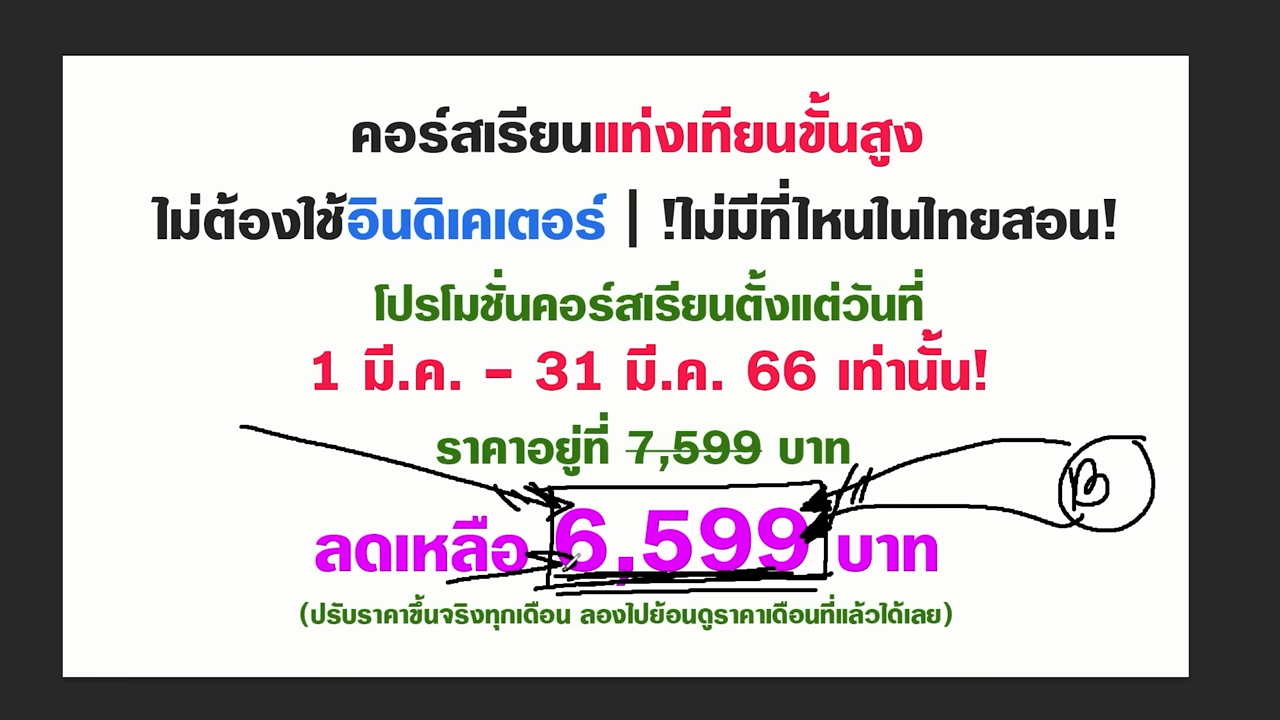 คอร์สเรียนแท่งเทียนขั้นสูง
ไม่ต้องใช้อินดิเคเตอร์ | !ไม่มีที่ไหนในไทยสอน!
โปรโมชั่นคอร์สเรียนตั้งแต่วันที่
1 มี.ค. - 31 มี.ค. 66 เท่านั้น!
ราคาอยู่ที่ 7,599 บาท
ลดเหลือ 6,599 บาท
B
(ปรับราคาขึ้นจริงทุกเดือน ลองไปย้อนดูราคาเดือนที่แล้วได้เลย)